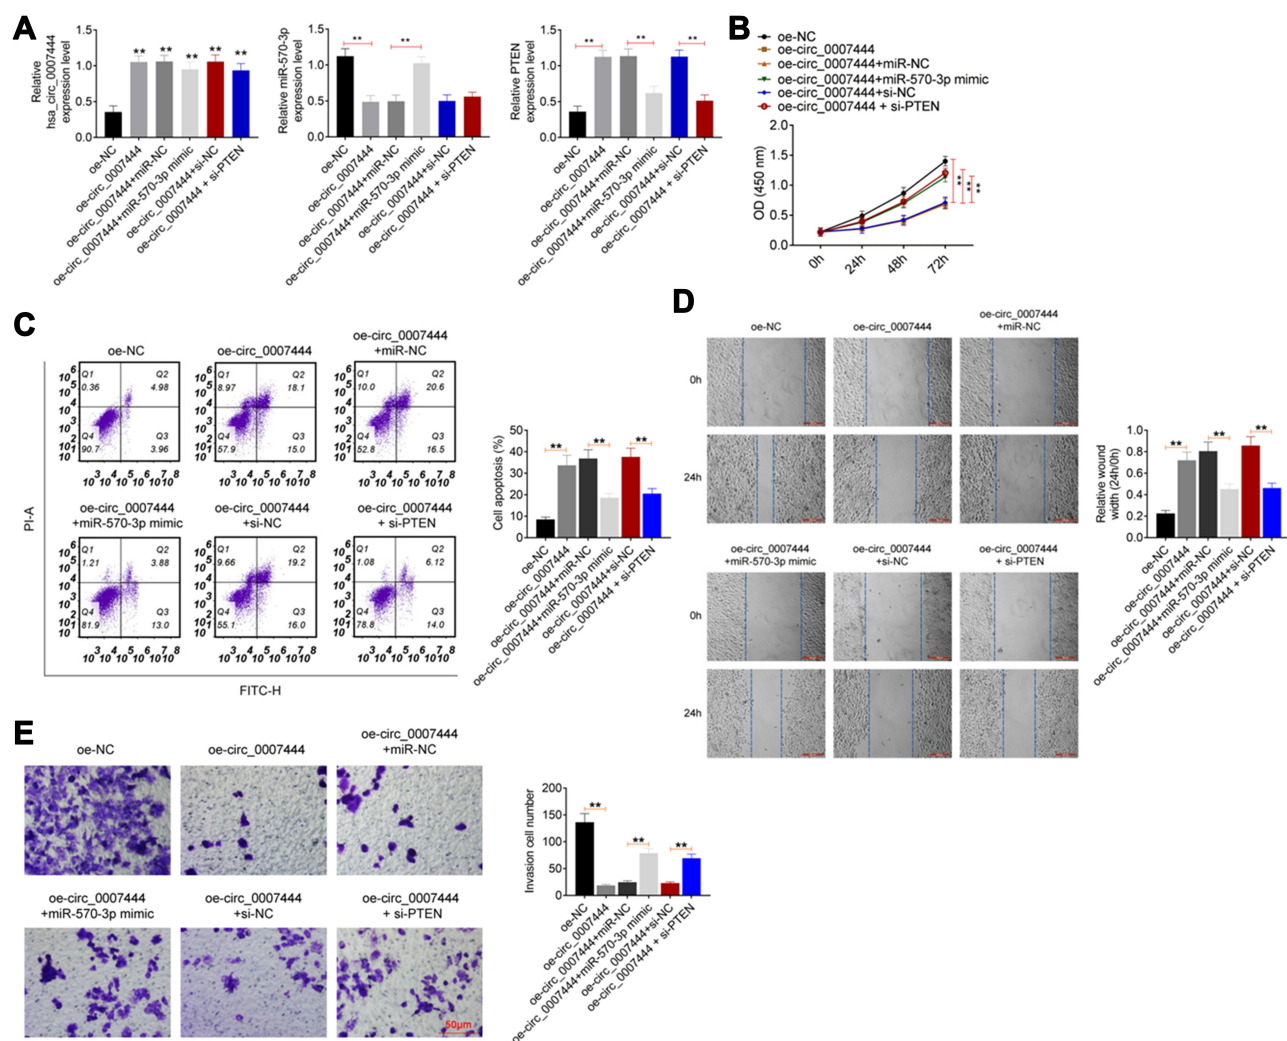 A
Relative
hsa_circ_0007444
expression level
1.5
1.0
0.5
0.0
** ** ** ** **
oe-NC
oe-circ_0007444
oe-circ_0007444+miR-NC
oe-circ_0007444+miR-570-3p mimic
oe-circ_0007444+si-NC
oe-circ_0007444 + si-PTEN
Relative miR-570-3p
expression level
1.5
1.0
0.5
0.0
** **
oe-NC
oe-circ_0007444
oe-circ_0007444+miR-NC
oe-circ_0007444+miR-570-3p mimic
oe-circ_0007444+si-NC
oe-circ_0007444 + si-PTEN
Relative PTEN
expression level
1.5
1.0
0.5
0.0
** ** **
oe-NC
oe-circ_0007444
oe-circ_0007444+miR-NC
oe-circ_0007444+miR-570-3p mimic
oe-circ_0007444+si-NC
oe-circ_0007444 + si-PTEN
B
oe-NC
oe-circ_0007444
oe-circ_0007444+miR-NC
oe-circ_0007444+miR-570-3p mimic
oe-circ_0007444+si-NC
oe-circ_0007444 + si-PTEN
OD (450 nm)
2.0
1.5
1.0
0.5
0.0
** ** **
0h 24h 48h 72h
C
PI-A
FITC-H
oe-NC
Q1 Q2
0.36 4.98
Q4 Q3
90.7 3.96
oe-circ_0007444
Q1 Q2
8.97 18.1
Q4 Q3
57.9 15.0
oe-circ_0007444
+miR-NC
Q1 Q2
10.0 20.6
Q4 Q3
52.8 16.5
oe-circ_0007444
+miR-570-3p mimic
Q1 Q2
1.21 3.88
Q4 Q3
81.9 13.0
oe-circ_0007444
+si-NC
Q1 Q2
9.66 19.2
Q4 Q3
55.1 16.0
oe-circ_0007444
+ si-PTEN
Q1 Q2
1.08 6.12
Q4 Q3
78.8 14.0
Cell apoptosis (%)
50
40
30
20
10
0
** ** **
oe-NC
oe-circ_0007444
oe-circ_0007444+miR-NC
oe-circ_0007444+miR-570-3p mimic
oe-circ_0007444+si-NC
oe-circ_0007444 + si-PTEN
D
oe-NC
oe-circ_0007444
oe-circ_0007444
+miR-NC
0h
24h
oe-circ_0007444
+miR-570-3p mimic
oe-circ_0007444
+si-NC
oe-circ_0007444
+ si-PTEN
0h
24h
Relative wound
width (24h/0h)
1.0
0.8
0.6
0.4
0.2
0.0
** ** **
oe-NC
oe-circ_0007444
oe-circ_0007444+miR-NC
oe-circ_0007444+miR-570-3p mimic
oe-circ_0007444+si-NC
oe-circ_0007444 + si-PTEN
E
oe-NC
oe-circ_0007444
oe-circ_0007444
+miR-NC
oe-circ_0007444
+miR-570-3p mimic
oe-circ_0007444
+si-NC
oe-circ_0007444
+ si-PTEN
50μm
Invasion cell number
200
150
100
50
0
** ** **
oe-NC
oe-circ_0007444
oe-circ_0007444+miR-NC
oe-circ_0007444+miR-570-3p mimic
oe-circ_0007444+si-NC
oe-circ_0007444 + si-PTEN